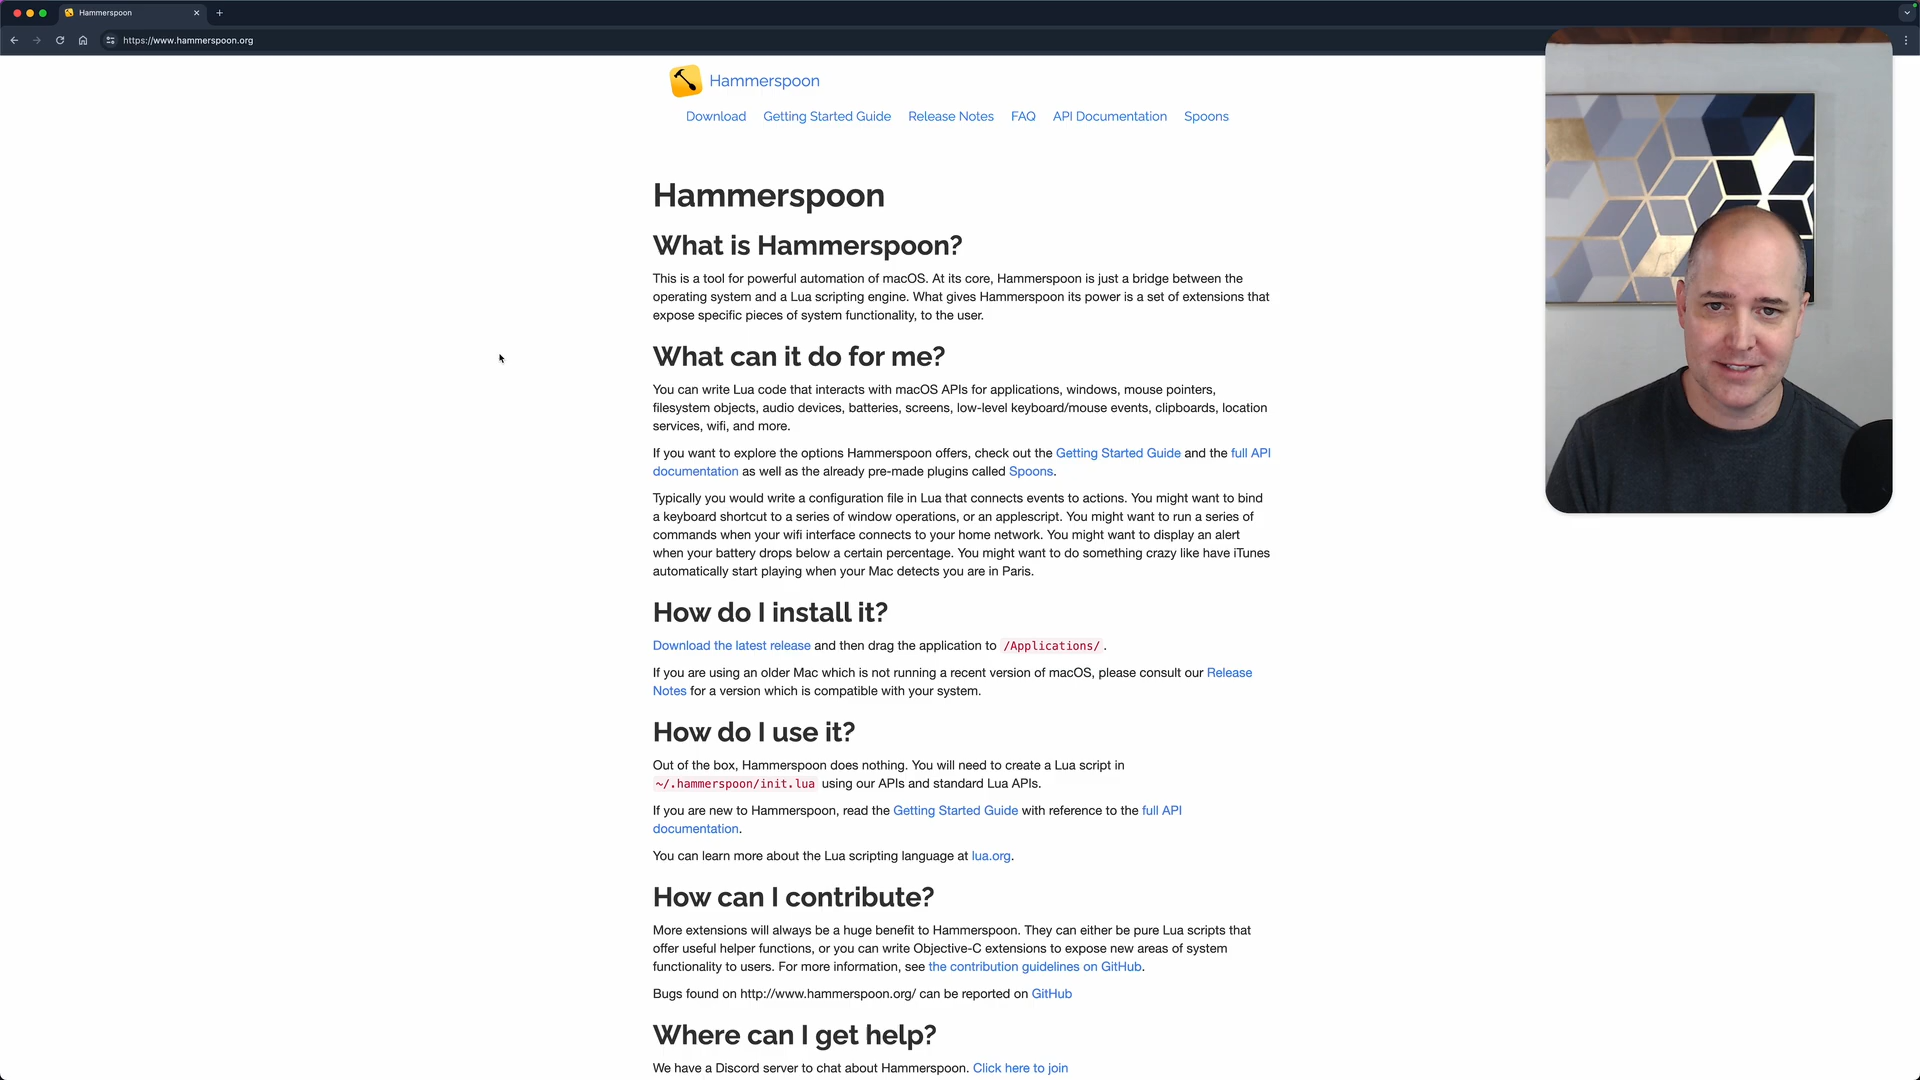 Hammerspoon
https://www.hammerspoon.org
Hammerspoon
Download Getting Started Guide Release Notes FAQ API Documentation Spoons
Hammerspoon
What is Hammerspoon?
This is a tool for powerful automation of macOS. At its core, Hammerspoon is just a bridge between the
operating system and a Lua scripting engine. What gives Hammerspoon its power is a set of extensions that
expose specific pieces of system functionality, to the user.
What can it do for me?
You can write Lua code that interacts with macOS APIs for applications, windows, mouse pointers,
filesystem objects, audio devices, batteries, screens, low-level keyboard/mouse events, clipboards, location
services, wifi, and more.
If you want to explore the options Hammerspoon offers, check out the Getting Started Guide and the full API
documentation as well as the already pre-made plugins called Spoons.
Typically you would write a configuration file in Lua that connects events to actions. You might want to bind
a keyboard shortcut to a series of window operations, or an applescript. You might want to run a series of
commands when your wifi interface connects to your home network. You might want to display an alert
when your battery drops below a certain percentage. You might want to do something crazy like have iTunes
automatically start playing when your Mac detects you are in Paris.
How do I install it?
Download the latest release and then drag the application to /Applications/.
If you are using an older Mac which is not running a recent version of macOS, please consult our Release
Notes for a version which is compatible with your system.
How do I use it?
Out of the box, Hammerspoon does nothing. You will need to create a Lua script in
~/.hammerspoon/init.lua using our APIs and standard Lua APIs.
If you are new to Hammerspoon, read the Getting Started Guide with reference to the full API
documentation.
You can learn more about the Lua scripting language at lua.org.
How can I contribute?
More extensions will always be a huge benefit to Hammerspoon. They can either be pure Lua scripts that
offer useful helper functions, or you can write Objective-C extensions to expose new areas of system
functionality to users. For more information, see the contribution guidelines on GitHub.
Bugs found on http://www.hammerspoon.org/ can be reported on GitHub
Where can I get help?
We have a Discord server to chat about Hammerspoon. Click here to join